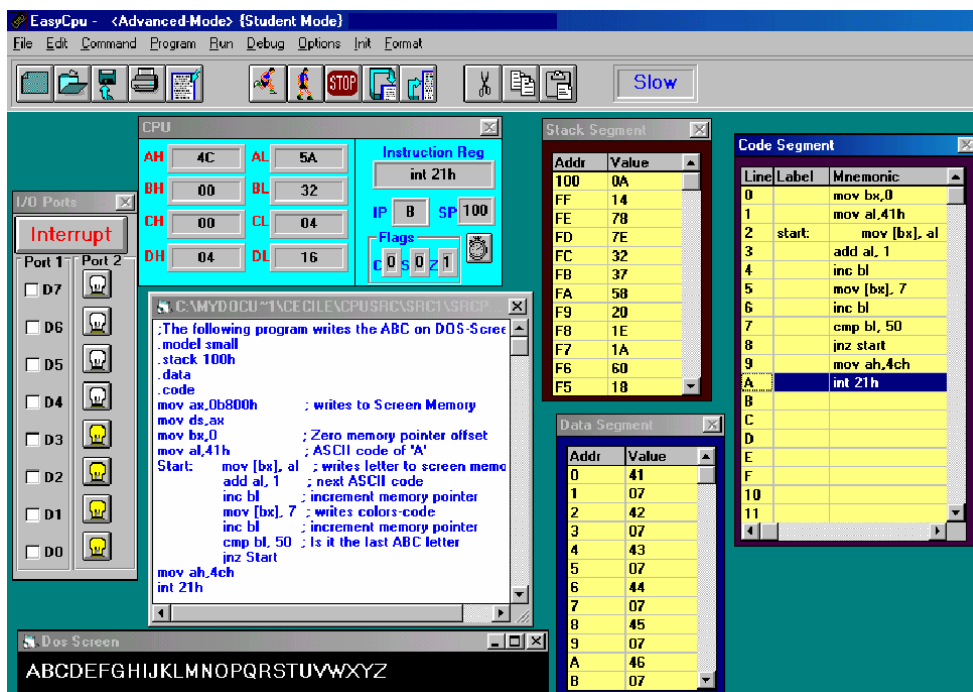 EasyCpu - <Advanced-Mode> {Student Mode}
File Edit Command Program Run Debug Options Init Format
STOP
Slow
CPU
AH 4C AL 5A
BH 00 BL 32
CH 00 CL 04
DH 04 DL 16
Instruction Reg
int 21h
IP B SP 100
Flags
C 0 S 0 Z 1
I/O Ports
Interrupt
Port 1 Port 2
D7
D6
D5
D4
D3
D2
D1
D0
C:\MYDOCU~1\CECILE\CPUSRC\SRC1\SRCP
;The following program writes the ABC on DOS-Scree
.model small
.stack 100h
.data
.code
mov ax,0b800h ; writes to Screen Memory
mov ds,ax
mov bx,0 ; Zero memory pointer offset
mov al,41h ; ASCII code of 'A'
Start: mov [bx], al ; writes letter to screen memo
add al, 1 ; next ASCII code
inc bl ; increment memory pointer
mov [bx], 7 ; writes colors-code
inc bl ; increment memory pointer
cmp bl, 50 ; Is it the last ABC letter
jnz Start
mov ah,4ch
int 21h
Dos Screen
ABCDEFGHIJKLMNOPQRSTUVWXYZ
Stack Segment
Addr Value
100 0A
FF 14
FE 78
FD 7E
FC 32
FB 37
FA 58
F9 20
F8 1E
F7 1A
F6 60
F5 18
Data Segment
Addr Value
0 41
1 07
2 42
3 07
4 43
5 07
6 44
7 07
8 45
9 07
A 46
B 07
Code Segment
Line Label Mnemonic
0 mov bx,0
1 mov al,41h
2 start: mov [bx], al
3 add al, 1
4 inc bl
5 mov [bx], 7
6 inc bl
7 cmp bl, 50
8 jnz start
9 mov ah,4ch
A int 21h
B
C
D
E
F
10
11